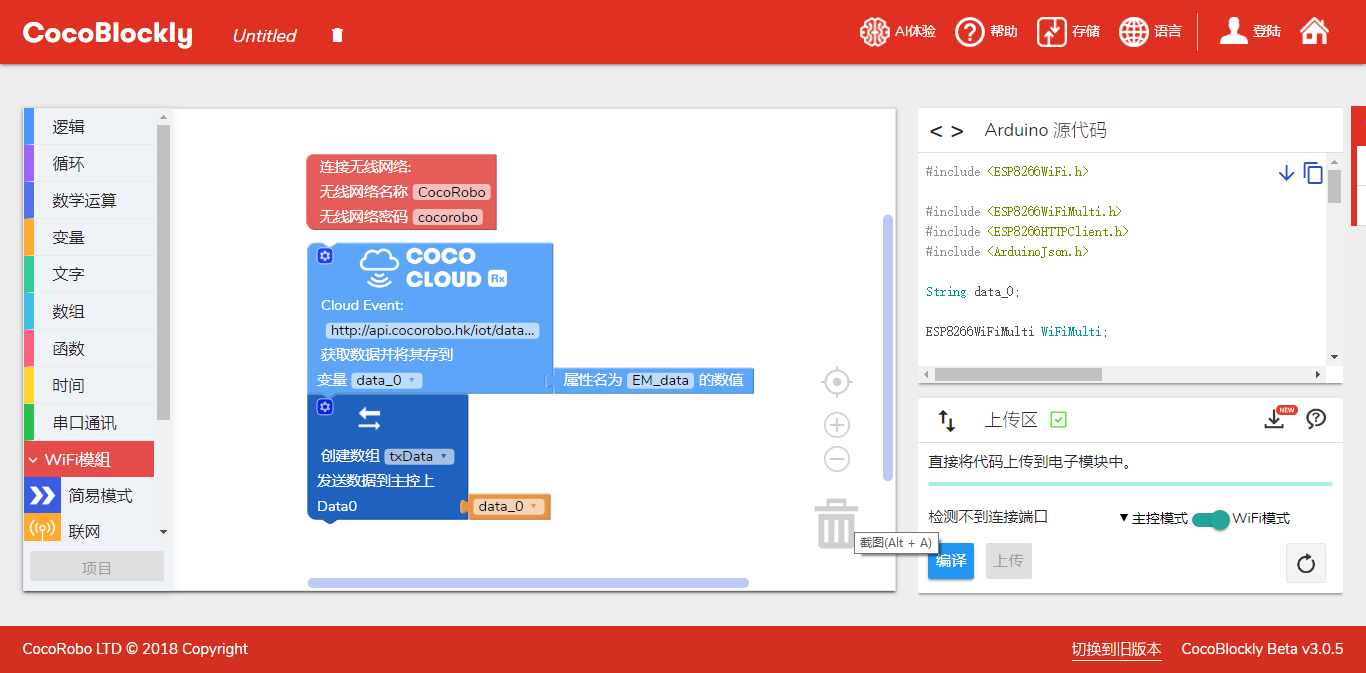 CocoBlockly
Untitled
AI体验
帮助
存储
语言
登陆
逻辑
循环
数学运算
变量
文字
数组
函数
时间
串口通讯
WiFi模组
简易模式
联网
项目
连接无线网络:
无线网络名称 CocoRobo
无线网络密码 cocorobo
COCO
CLOUD Rx
Cloud Event:
http://api.cocorobo.hk/iot/data...
获取数据并将其存到
变量 data_0 属性名为 EM_data 的数值
创建数组 txData
发送数据到主控上
Data0 data_0
截图(Alt + A)
< > Arduino 源代码
#include <ESP8266WiFi.h>
#include <ESP8266WiFiMulti.h>
#include <ESP8266HTTPClient.h>
#include <ArduinoJson.h>
String data_0;
ESP8266WiFiMulti WiFiMulti;
上传区
NEW
直接将代码上传到电子模块中。
检测不到连接端口
主控模式
WiFi模式
编译
上传
CocoRobo LTD © 2018 Copyright
切换到旧版本
CocoBlockly Beta v3.0.5